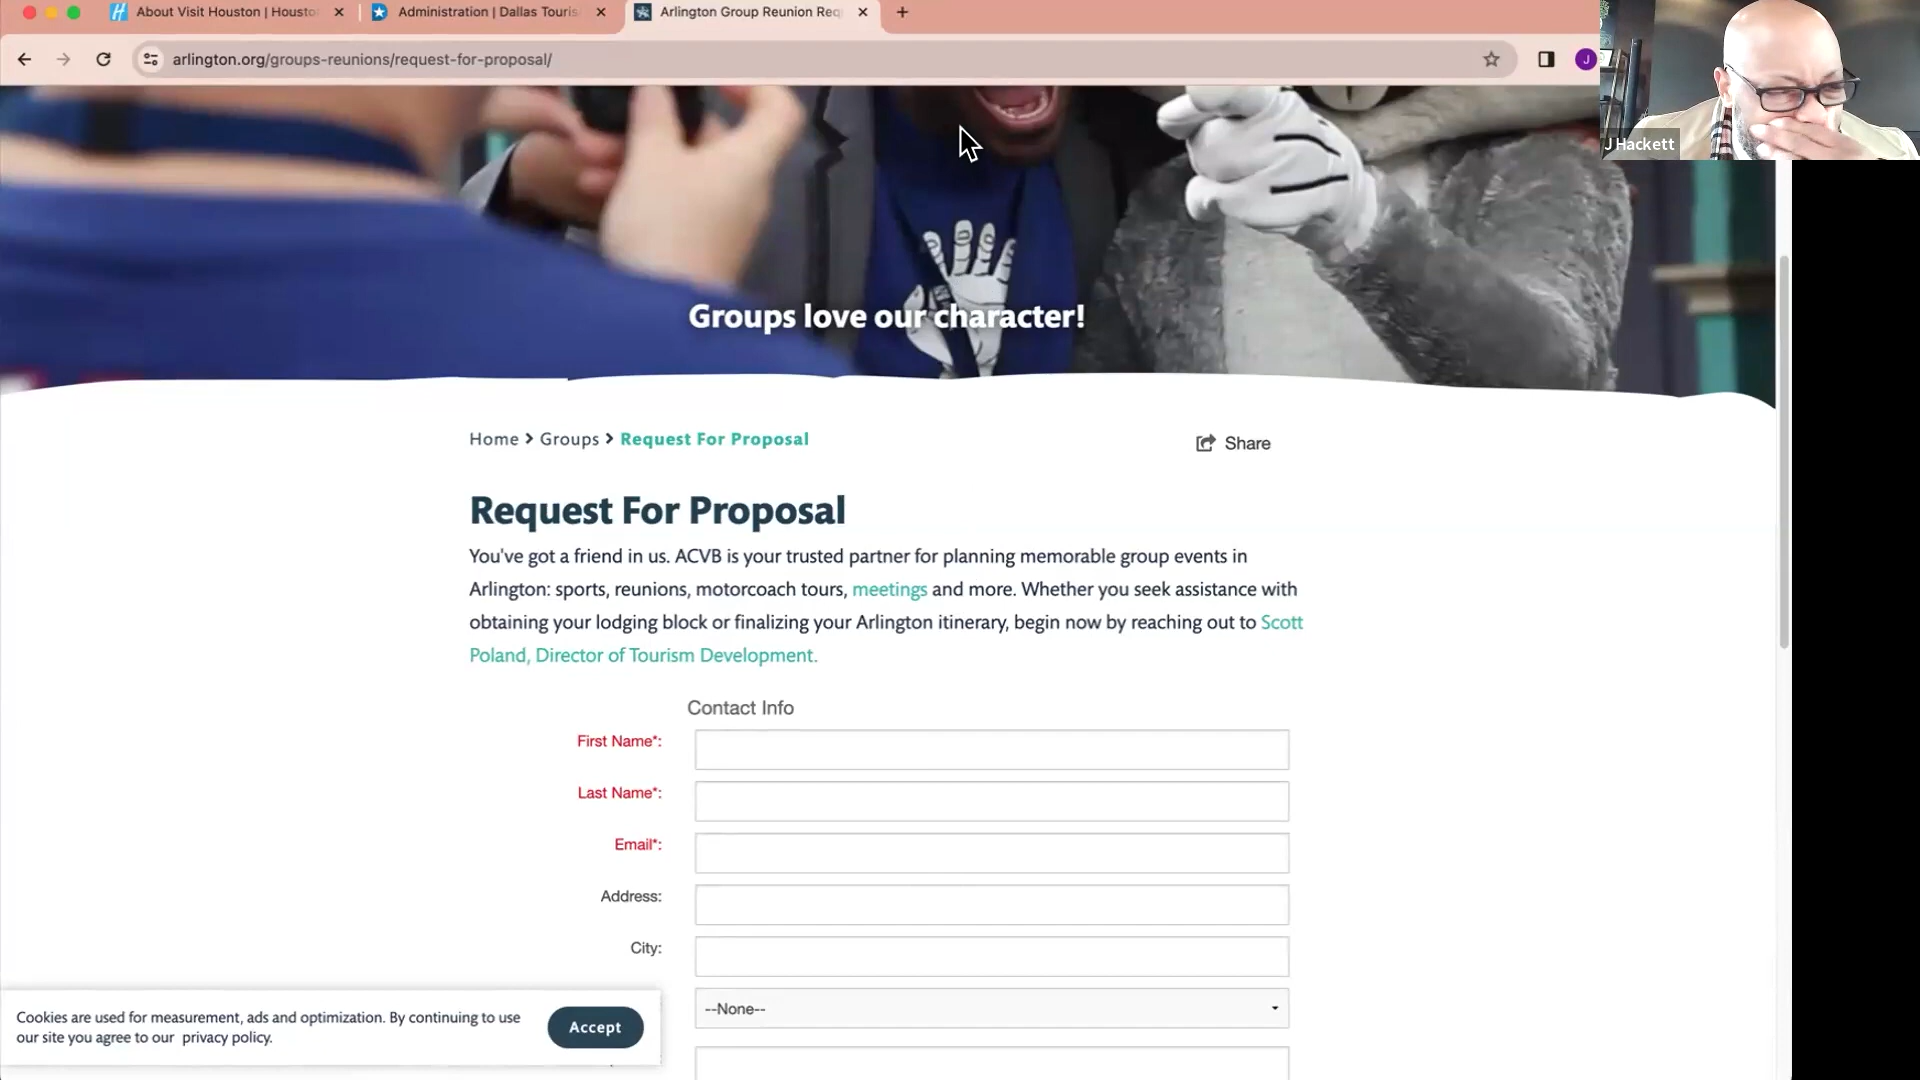 About Visit Houston | Housto
Administration | Dallas Touris
Arlington Group Reunion Req
arlington.org/groups-reunions/request-for-proposal/
J
J Hackett
Groups love our character!
Home > Groups > Request For Proposal
Share
Request For Proposal
You've got a friend in us. ACVB is your trusted partner for planning memorable group events in
Arlington: sports, reunions, motorcoach tours, meetings and more. Whether you seek assistance with
obtaining your lodging block or finalizing your Arlington itinerary, begin now by reaching out to Scott
Poland, Director of Tourism Development.
Contact Info
First Name*:
Last Name*:
Email*:
Address:
City:
--None--
Cookies are used for measurement, ads and optimization. By continuing to use
our site you agree to our privacy policy.
Accept